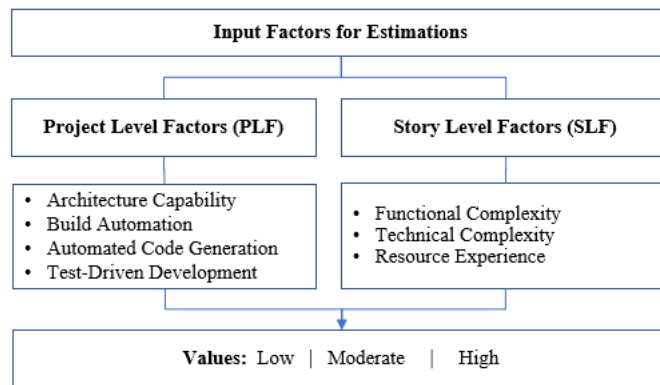 Input Factors for Estimations
Project Level Factors (PLF)
Story Level Factors (SLF)
• Architecture Capability
• Build Automation
• Automated Code Generation
• Test-Driven Development
• Functional Complexity
• Technical Complexity
• Resource Experience
Values: Low | Moderate | High